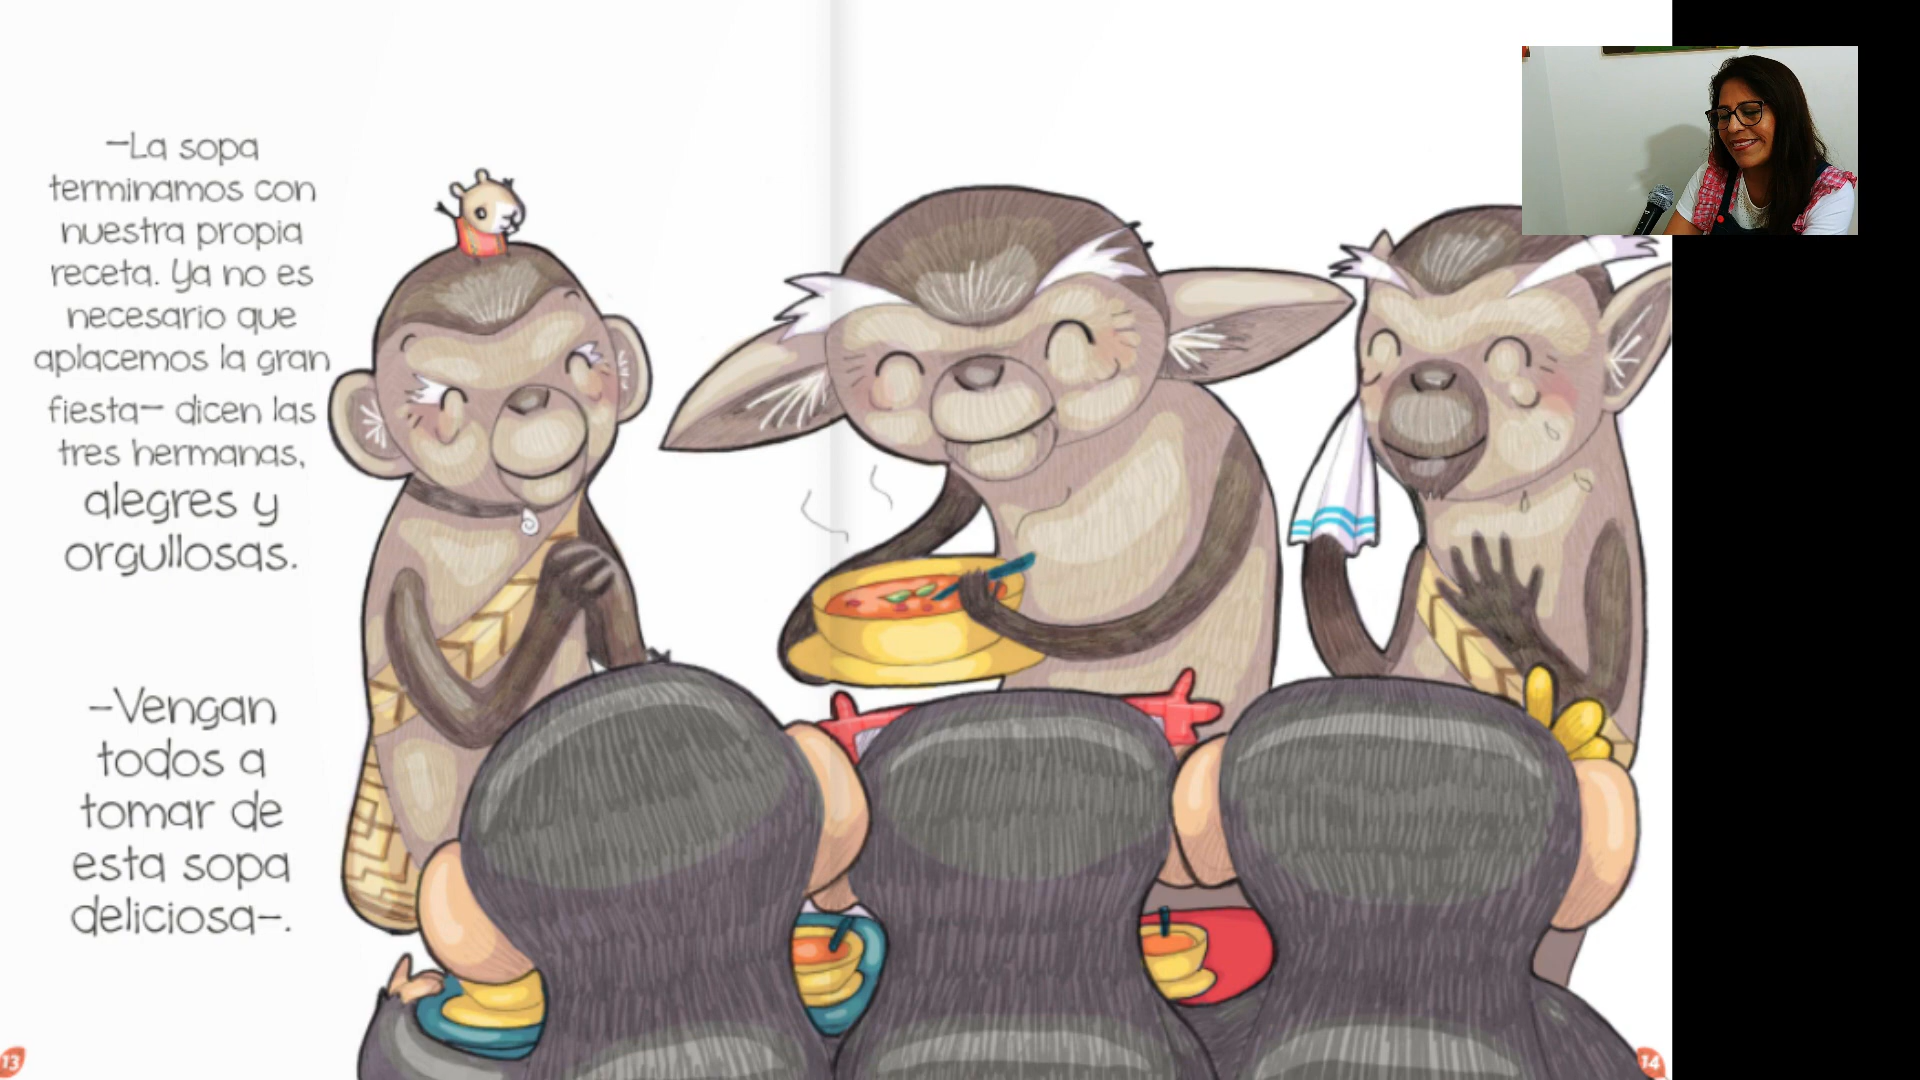 —La sopa
terminamos con
nuestra propia
receta. Ya no es
necesario que
aplacemos la gran
fiesta— dicen las
tres hermanas,
alegres y
orgullosas.
—Vengan
todos a
tomar de
esta sopa
deliciosa—.
13
14